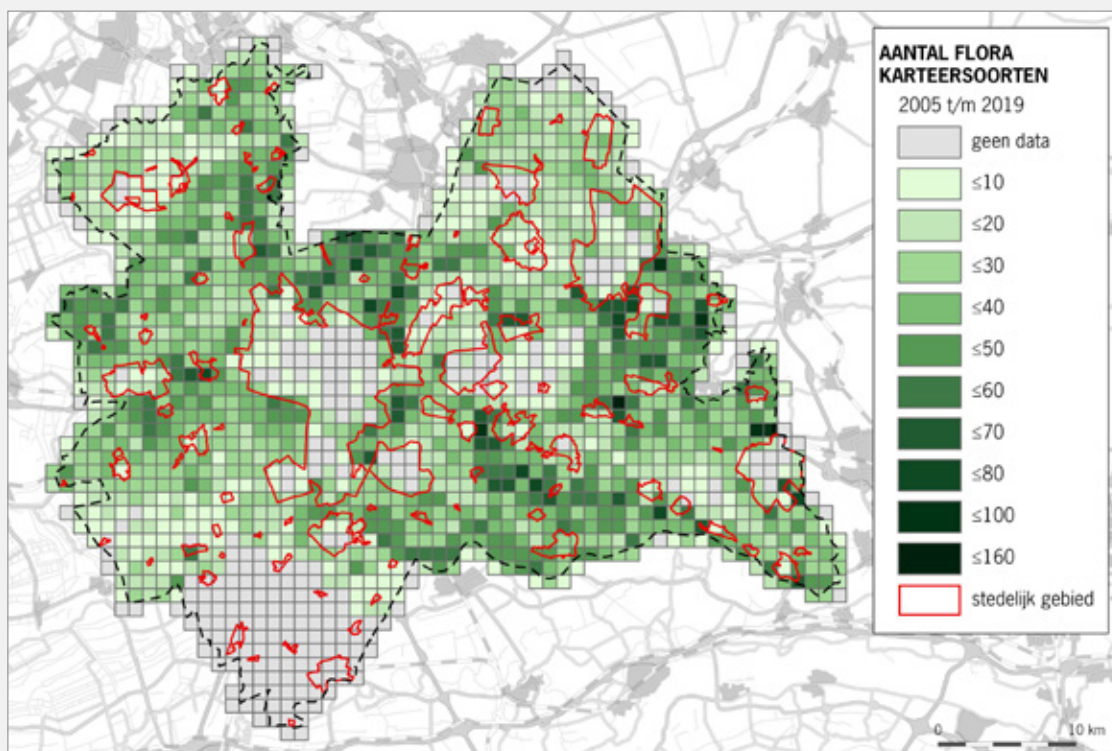 AANTAL FLORA
KARTEERSOORTEN
2005 t/m 2019
geen data
≤10
≤20
≤30
≤40
≤50
≤60
≤70
≤80
≤100
≤160
stedelijk gebied
0 10 km